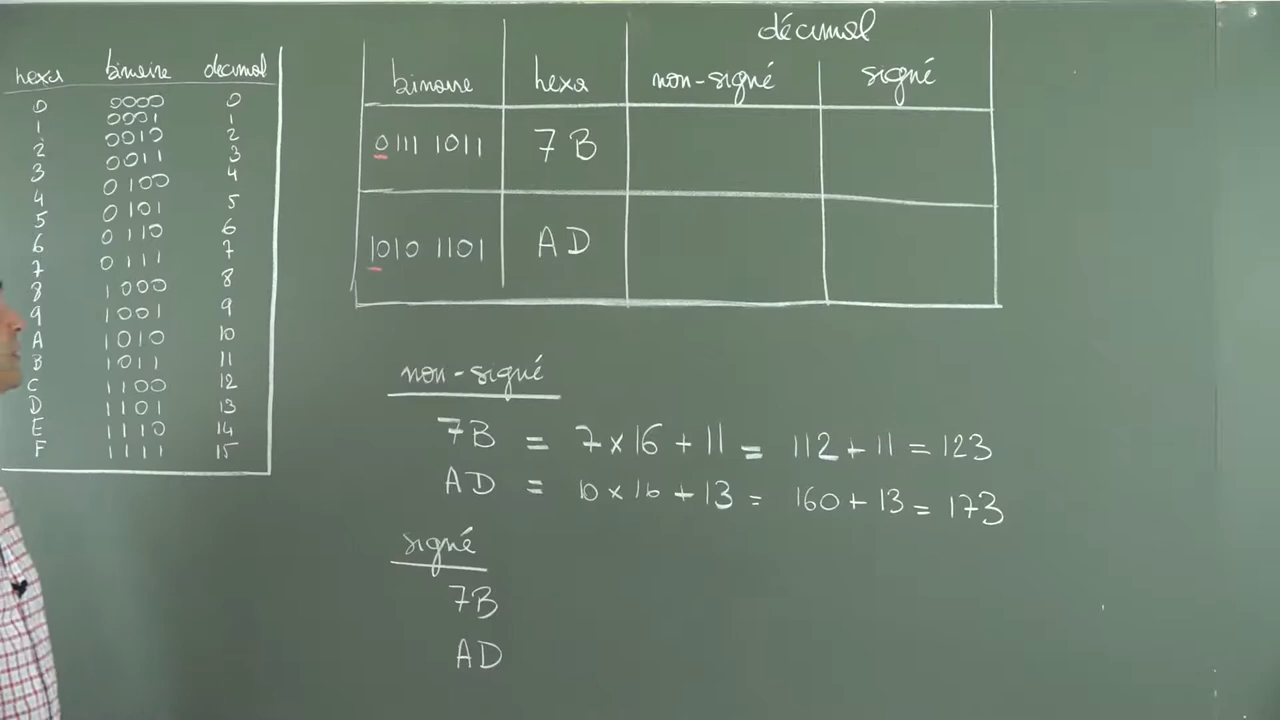 hexa binaire décimal
0 0000 0
1 0001 1
2 0010 2
3 0011 3
4 0100 4
5 0101 5
6 0110 6
7 0111 7
8 1000 8
9 1001 9
A 1010 10
B 1011 11
C 1100 12
D 1101 13
E 1110 14
F 1111 15
décimal
binaire hexa non-signé signé
0111 1011 7B
1010 1101 AD
non-signé
7B = 7 × 16 + 11 = 112 + 11 = 123
AD = 10 × 16 + 13 = 160 + 13 = 173
signé
7B
AD